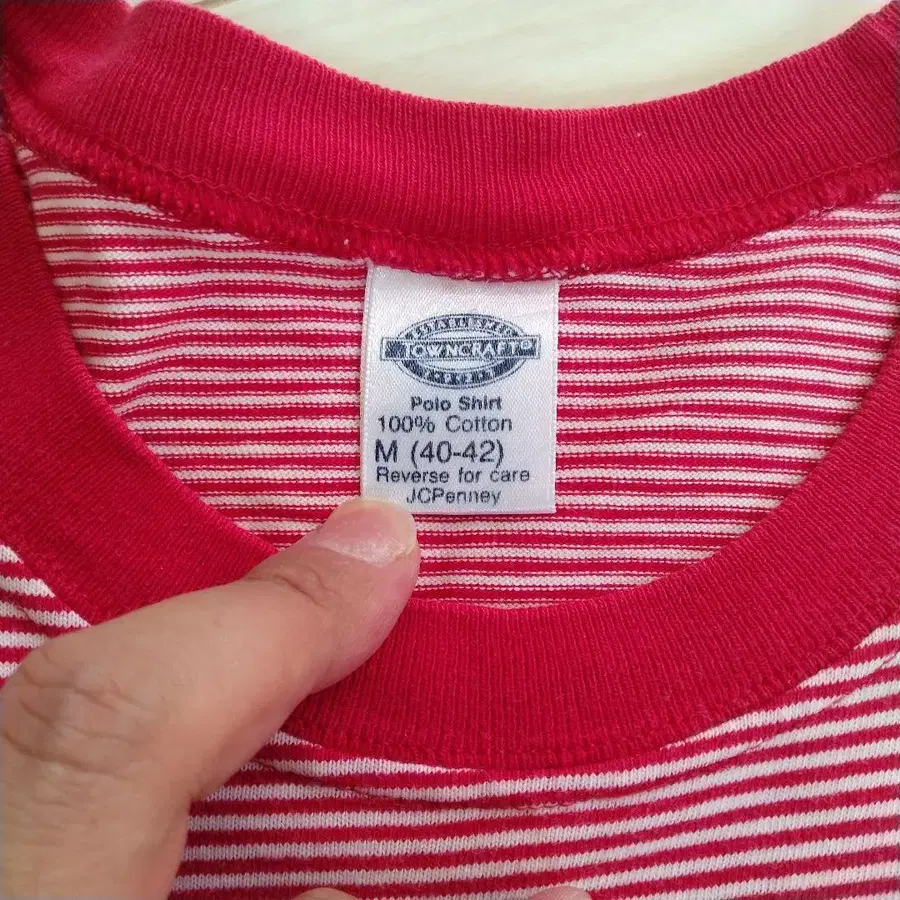 ESTABLISHED
TOWNCRAFT®
Polo Shirt
100% Cotton
M (40-42)
Reverse for care
JCPenney